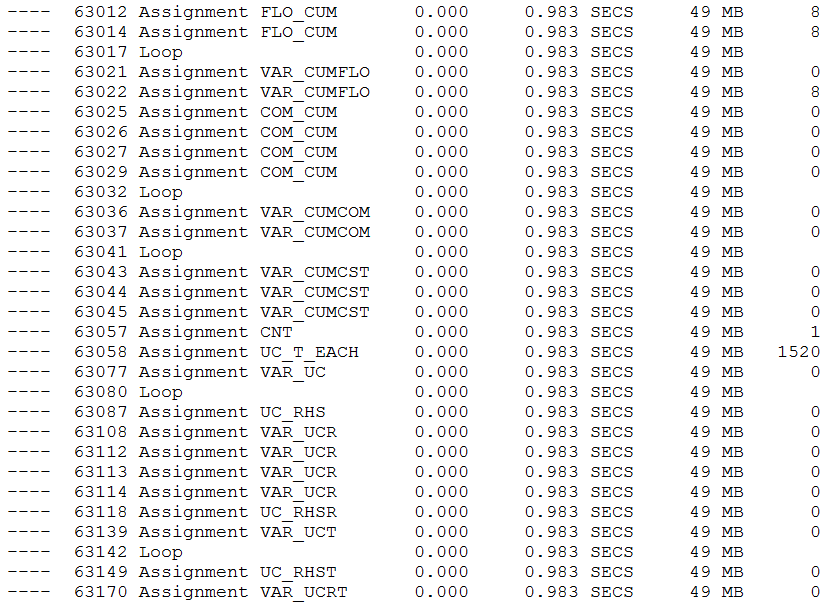 ----  63012 Assignment FLO_CUM       0.000     0.983 SECS     49 MB      8
----  63014 Assignment FLO_CUM       0.000     0.983 SECS     49 MB      8
----  63017 Loop                     0.000     0.983 SECS     49 MB
----  63021 Assignment VAR_CUMFLO    0.000     0.983 SECS     49 MB      0
----  63022 Assignment VAR_CUMFLO    0.000     0.983 SECS     49 MB      8
----  63025 Assignment COM_CUM       0.000     0.983 SECS     49 MB      0
----  63026 Assignment COM_CUM       0.000     0.983 SECS     49 MB      0
----  63027 Assignment COM_CUM       0.000     0.983 SECS     49 MB      0
----  63029 Assignment COM_CUM       0.000     0.983 SECS     49 MB      0
----  63032 Loop                     0.000     0.983 SECS     49 MB
----  63036 Assignment VAR_CUMCOM    0.000     0.983 SECS     49 MB      0
----  63037 Assignment VAR_CUMCOM    0.000     0.983 SECS     49 MB      0
----  63041 Loop                     0.000     0.983 SECS     49 MB
----  63043 Assignment VAR_CUMCST    0.000     0.983 SECS     49 MB      0
----  63044 Assignment VAR_CUMCST    0.000     0.983 SECS     49 MB      0
----  63045 Assignment VAR_CUMCST    0.000     0.983 SECS     49 MB      0
----  63057 Assignment CNT           0.000     0.983 SECS     49 MB      1
----  63058 Assignment UC_T_EACH     0.000     0.983 SECS     49 MB   1520
----  63077 Assignment VAR_UC        0.000     0.983 SECS     49 MB      0
----  63080 Loop                     0.000     0.983 SECS     49 MB
----  63087 Assignment UC_RHS        0.000     0.983 SECS     49 MB      0
----  63108 Assignment VAR_UCR       0.000     0.983 SECS     49 MB      0
----  63112 Assignment VAR_UCR       0.000     0.983 SECS     49 MB      0
----  63113 Assignment VAR_UCR       0.000     0.983 SECS     49 MB      0
----  63114 Assignment VAR_UCR       0.000     0.983 SECS     49 MB      0
----  63118 Assignment UC_RHSR       0.000     0.983 SECS     49 MB      0
----  63139 Assignment VAR_UCT       0.000     0.983 SECS     49 MB      0
----  63142 Loop                     0.000     0.983 SECS     49 MB
----  63149 Assignment UC_RHST       0.000     0.983 SECS     49 MB      0
----  63170 Assignment VAR_UCRT      0.000     0.983 SECS     49 MB      0